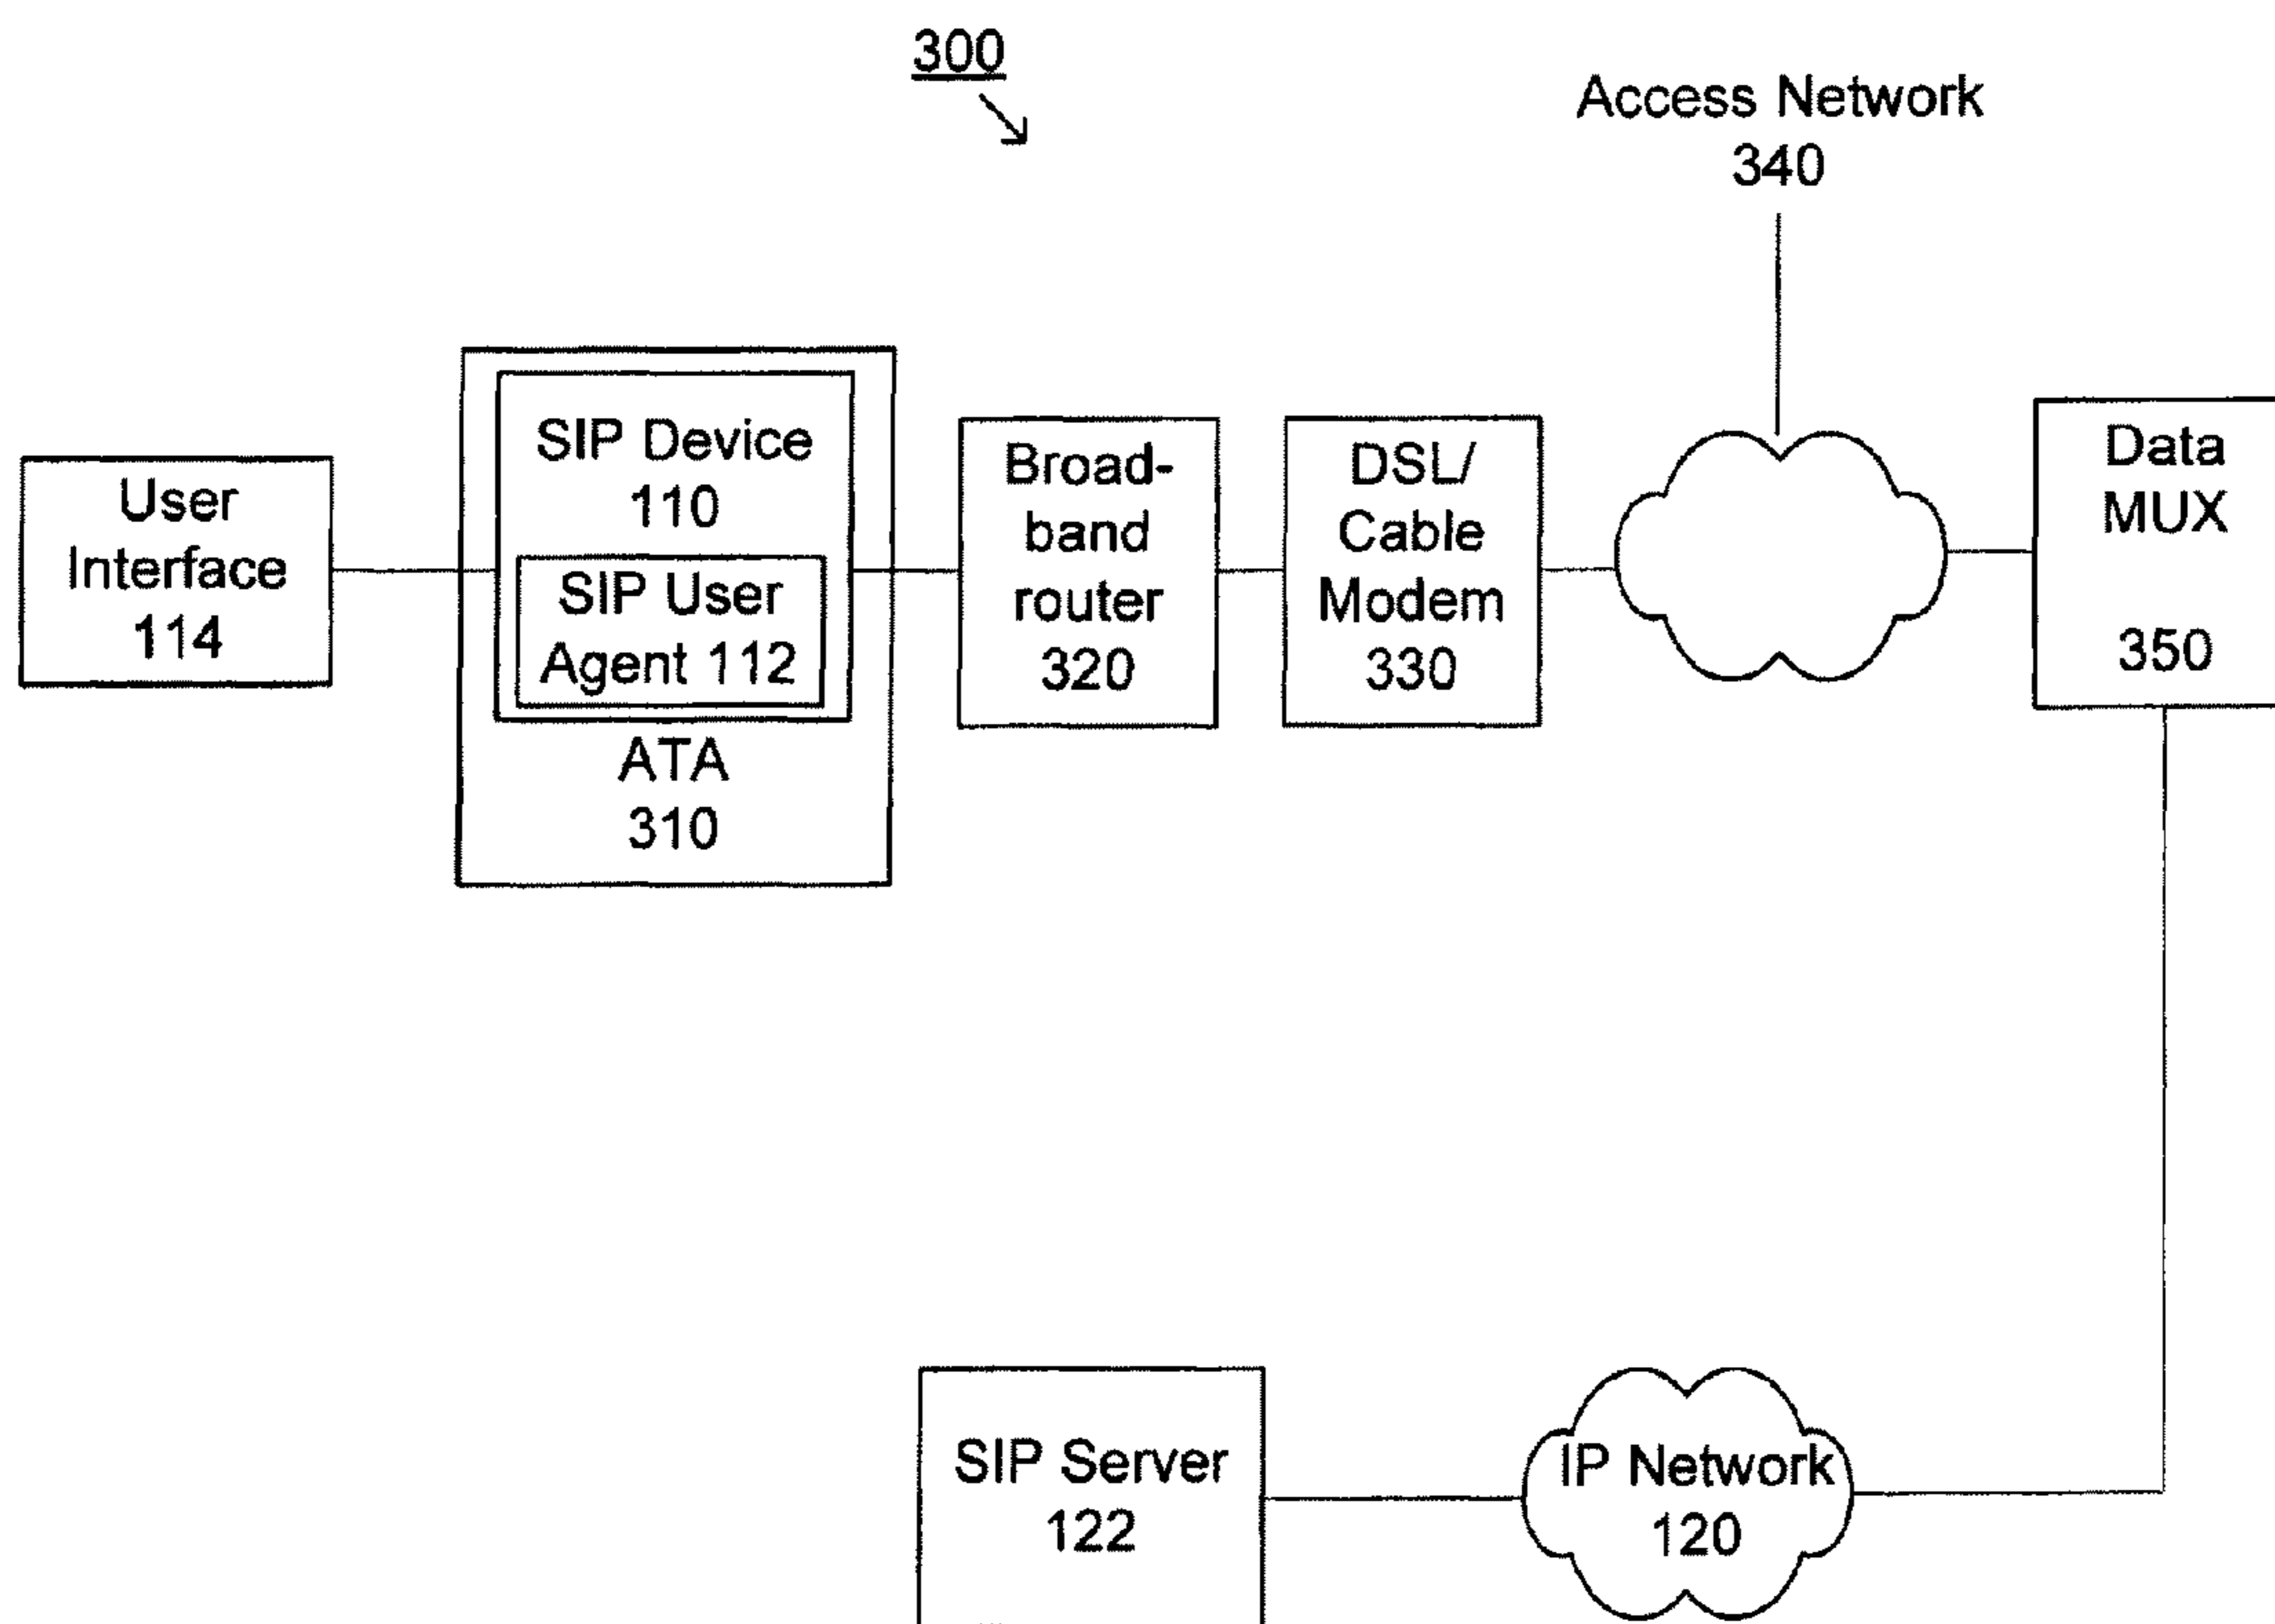 300
Access Network
340
User
Interface
114
SIP Device
110
SIP User
Agent 112
ATA
310
Broad-
band
router
320
DSL/
Cable
Modem
330
Data
MUX
350
SIP Server
122
IP Network
120